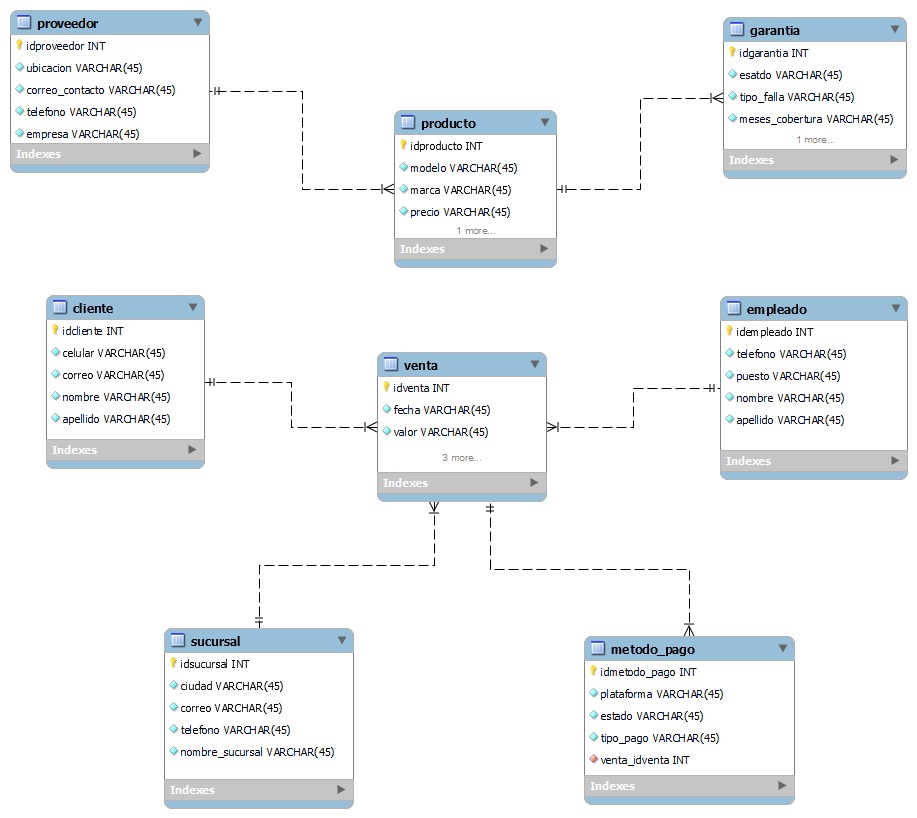 proveedor
idproveedor INT
ubicacion VARCHAR(45)
correo_contacto VARCHAR(45)
telefono VARCHAR(45)
empresa VARCHAR(45)
Indexes
producto
idproducto INT
modelo VARCHAR(45)
marca VARCHAR(45)
precio VARCHAR(45)
1 more...
Indexes
garantia
idgarantia INT
esatdo VARCHAR(45)
tipo_falla VARCHAR(45)
meses_cobertura VARCHAR(45)
1 more...
Indexes
cliente
idcliente INT
celular VARCHAR(45)
correo VARCHAR(45)
nombre VARCHAR(45)
apellido VARCHAR(45)
Indexes
venta
idventa INT
fecha VARCHAR(45)
valor VARCHAR(45)
3 more...
Indexes
empleado
idempleado INT
telefono VARCHAR(45)
puesto VARCHAR(45)
nombre VARCHAR(45)
apellido VARCHAR(45)
Indexes
sucursal
idsucursal INT
ciudad VARCHAR(45)
correo VARCHAR(45)
telefono VARCHAR(45)
nombre_sucursal VARCHAR(45)
Indexes
metodo_pago
idmetodo_pago INT
plataforma VARCHAR(45)
estado VARCHAR(45)
tipo_pago VARCHAR(45)
venta_idventa INT
Indexes